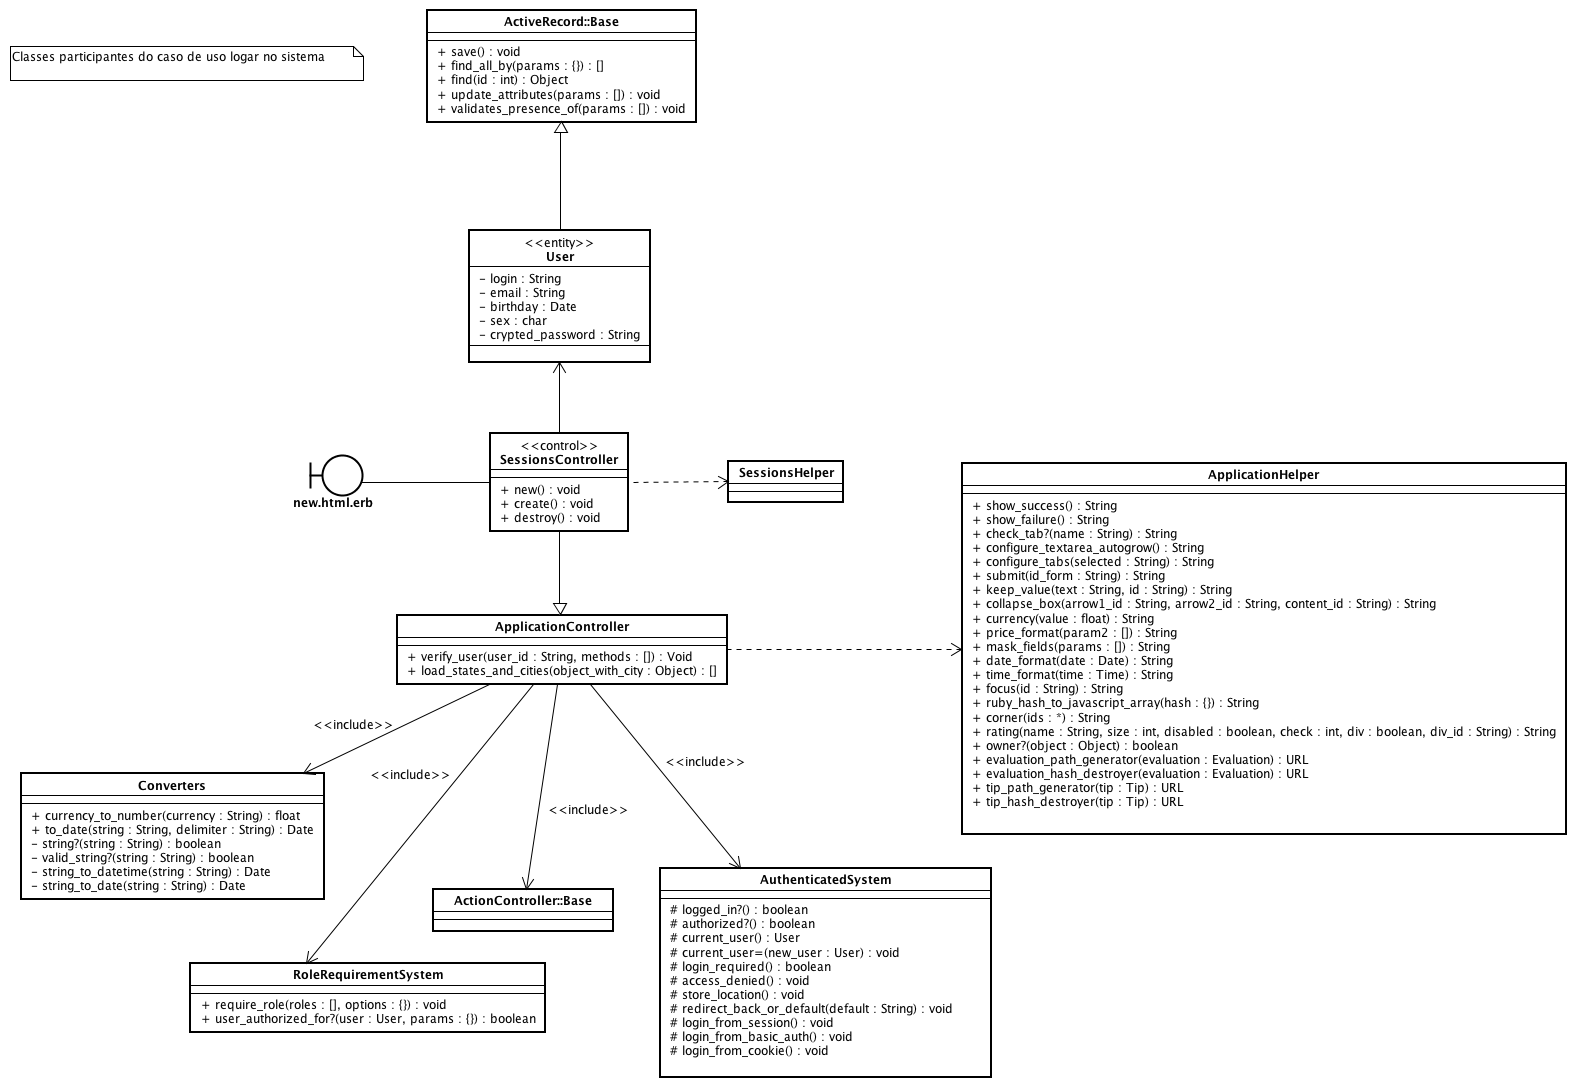 Classes participantes do caso de uso logar no sistema
ActiveRecord::Base
+ save() : void
+ find_all_by(params : {}) : []
+ find(id : int) : Object
+ update_attributes(params : []) : void
+ validates_presence_of(params : []) : void
<<entity>>
User
- login : String
- email : String
- birthday : Date
- sex : char
- crypted_password : String
new.html.erb
<<control>>
SessionsController
+ new() : void
+ create() : void
+ destroy() : void
SessionsHelper
ApplicationHelper
+ show_success() : String
+ show_failure() : String
+ check_tab?(name : String) : String
+ configure_textarea_autogrow() : String
+ configure_tabs(selected : String) : String
+ submit(id_form : String) : String
+ keep_value(text : String, id : String) : String
+ collapse_box(arrow1_id : String, arrow2_id : String, content_id : String) : String
+ currency(value : float) : String
+ price_format(param2 : []) : String
+ mask_fields(params : []) : String
+ date_format(date : Date) : String
+ time_format(time : Time) : String
+ focus(id : String) : String
+ ruby_hash_to_javascript_array(hash : {}) : String
+ corner(ids : *) : String
+ rating(name : String, size : int, disabled : boolean, check : int, div : boolean, div_id : String) : String
+ owner?(object : Object) : boolean
+ evaluation_path_generator(evaluation : Evaluation) : URL
+ evaluation_hash_destroyer(evaluation : Evaluation) : URL
+ tip_path_generator(tip : Tip) : URL
+ tip_hash_destroyer(tip : Tip) : URL
ApplicationController
+ verify_user(user_id : String, methods : []) : Void
+ load_states_and_cities(object_with_city : Object) : []
<<include>>
<<include>>
<<include>>
<<include>>
Converters
+ currency_to_number(currency : String) : float
+ to_date(string : String, delimiter : String) : Date
- string?(string : String) : boolean
- valid_string?(string : String) : boolean
- string_to_datetime(string : String) : Date
- string_to_date(string : String) : Date
ActionController::Base
AuthenticatedSystem
# logged_in?() : boolean
# authorized?() : boolean
# current_user() : User
# current_user=(new_user : User) : void
# login_required() : boolean
# access_denied() : void
# store_location() : void
# redirect_back_or_default(default : String) : void
# login_from_session() : void
# login_from_basic_auth() : void
# login_from_cookie() : void
RoleRequirementSystem
+ require_role(roles : [], options : {}) : void
+ user_authorized_for?(user : User, params : {}) : boolean